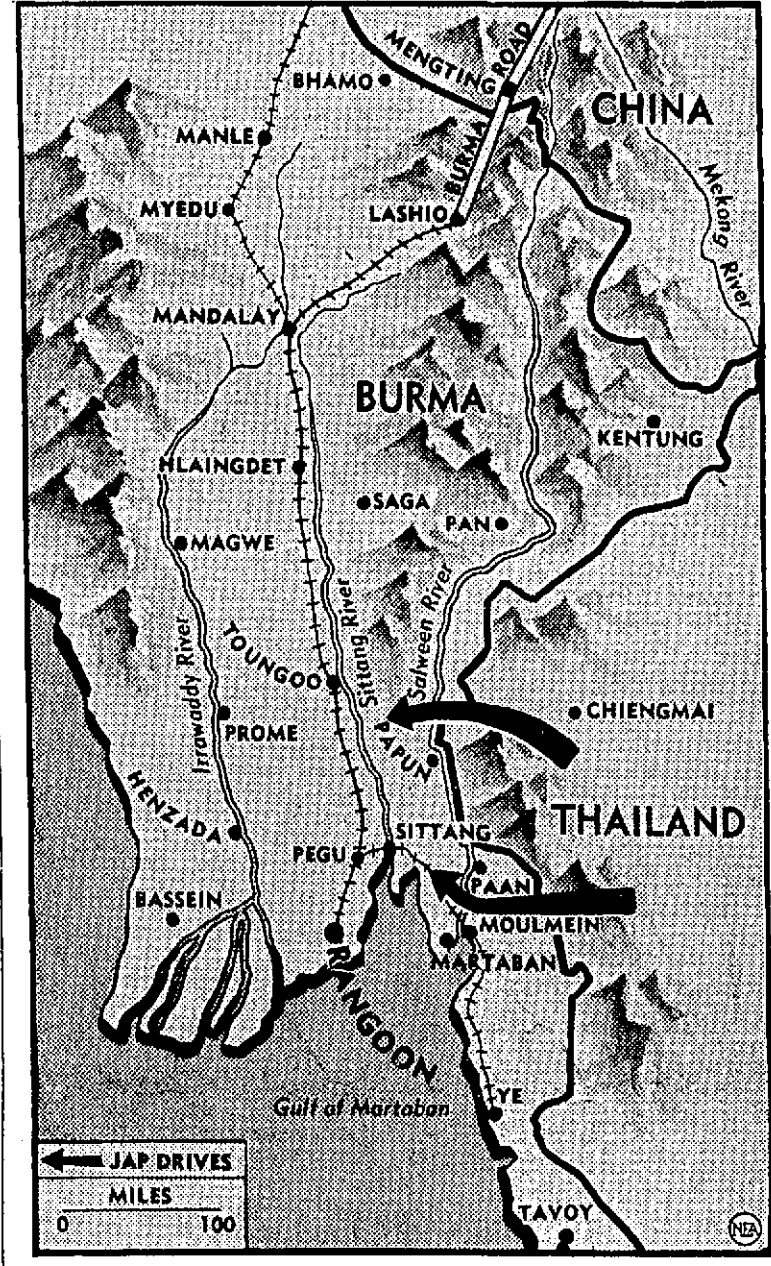 MENGTING ROAD
BHAMO
BURMA
CHINA
MANLE
Mekong River
MYEDU
LASHIO
MANDALAY
BURMA
KENTUNG
HLAINGDET
SAGA
PAN
MAGWE
Irrawaddy River
TOUNGOO
Sittang River
Salween River
PROME
PAPUN
CHIENGMAI
HENZADA
THAILAND
SITTANG
PEGU
PAAN
BASSEIN
MOULMEIN
MARTABAN
RANGOON
Gulf of Martaban
YE
JAP DRIVES
MILES
0 100
TAVOY
NEA